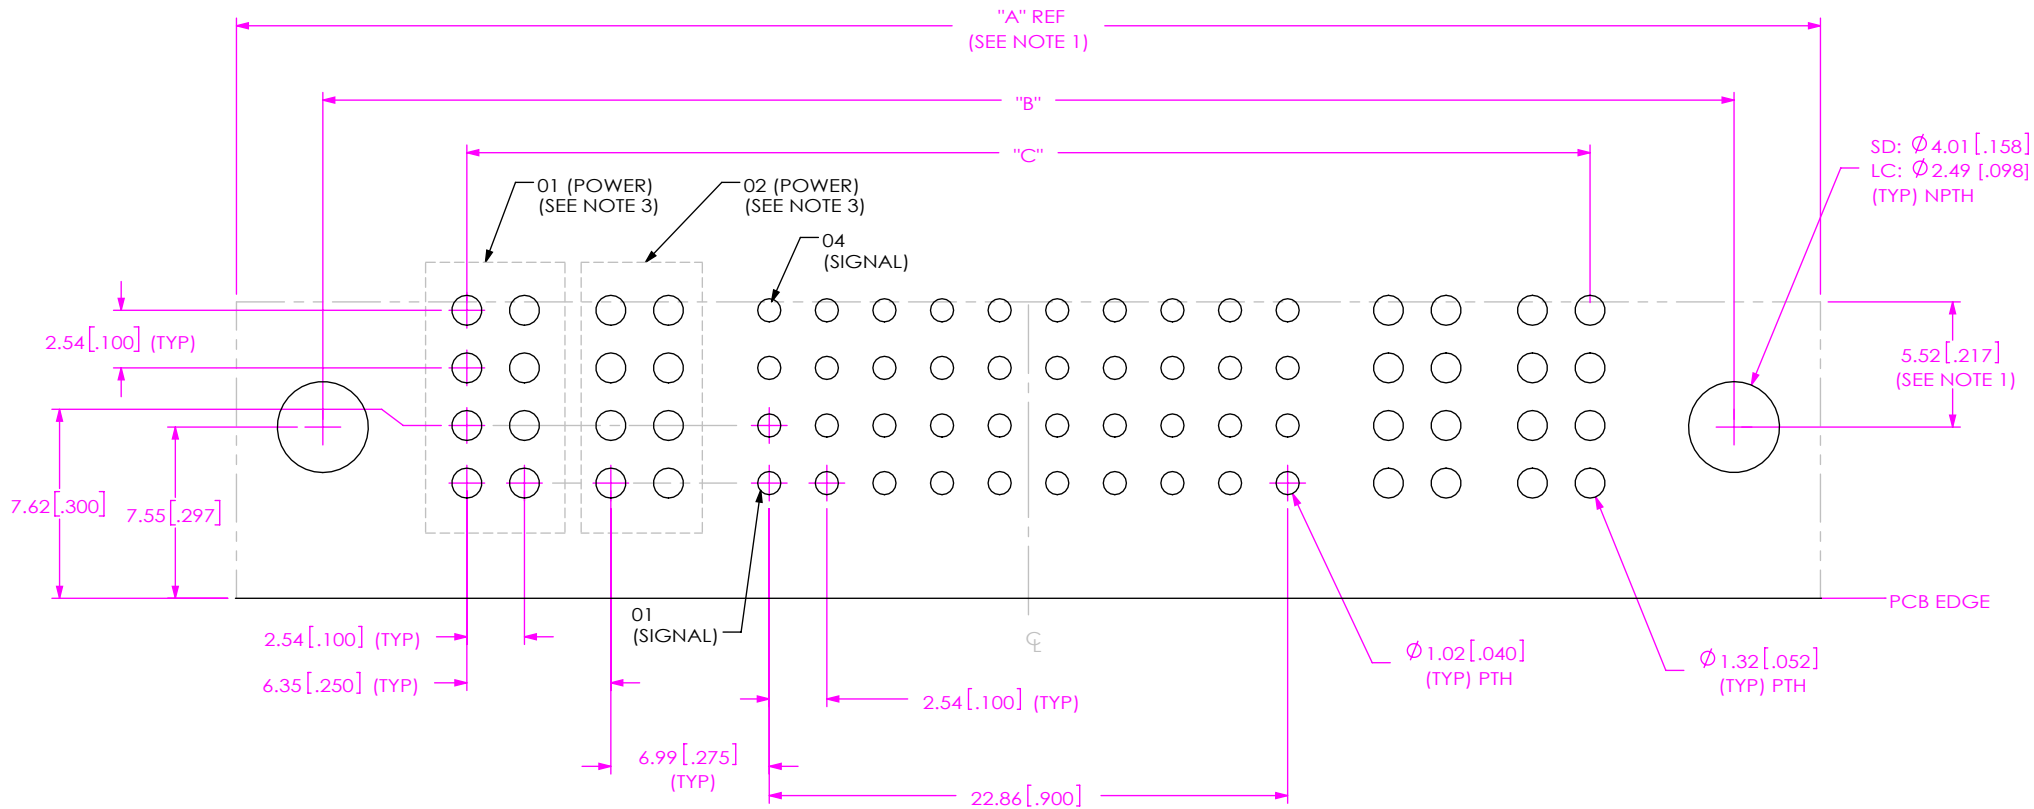 "A" REF
(SEE NOTE 1)
"B"
"C"
SD: Ø4.01[.158]
LC: Ø2.49 [.098]
(TYP) NPTH
01 (POWER)
(SEE NOTE 3)
02 (POWER)
(SEE NOTE 3)
04
(SIGNAL)
2.54[.100] (TYP)
5.52[.217]
(SEE NOTE 1)
7.62[.300]
7.55[.297]
01
(SIGNAL)
PCB EDGE
2.54[.100] (TYP)
℄
Ø1.02[.040]
(TYP) PTH
Ø1.32[.052]
(TYP) PTH
6.35[.250] (TYP)
2.54[.100] (TYP)
6.99[.275]
(TYP)
22.86[.900]